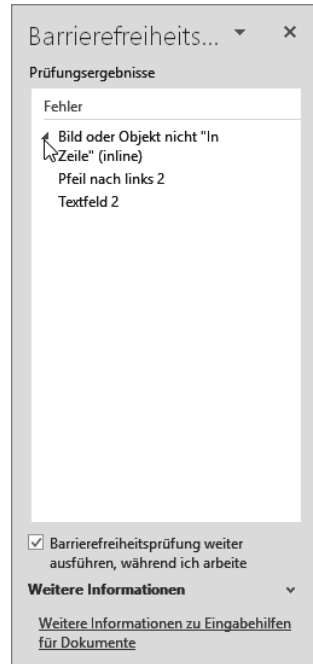 Barrierefreiheits...
Prüfungsergebnisse
Fehler
Bild oder Objekt nicht "In
Zeile" (inline)
Pfeil nach links 2
Textfeld 2
Barrierefreiheitsprüfung weiter
ausführen, während ich arbeite
Weitere Informationen
Weitere Informationen zu Eingabehilfen
für Dokumente